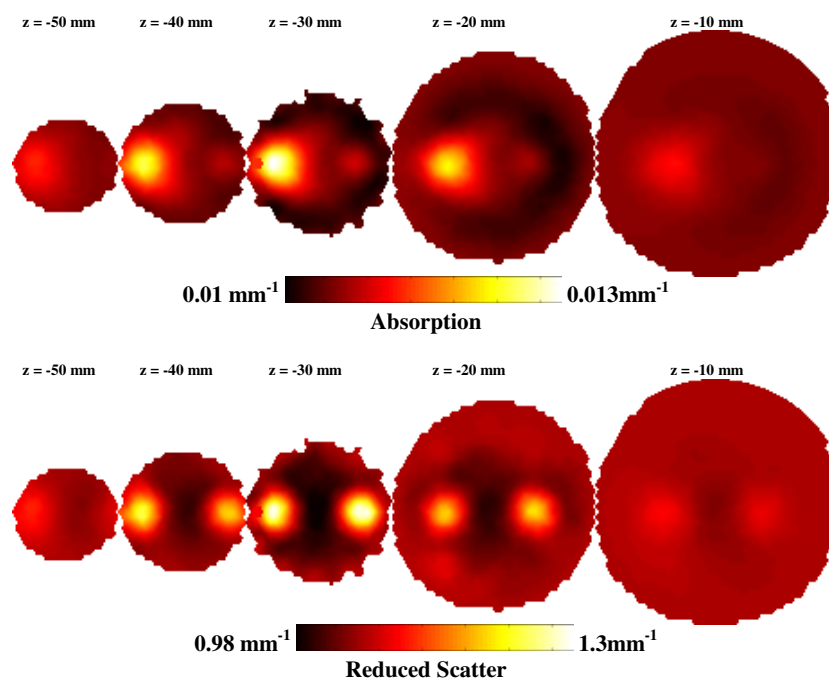 z = -50 mm z = -40 mm z = -30 mm z = -20 mm z = -10 mm
0.01 mm⁻¹ 0.013mm⁻¹
Absorption
z = -50 mm z = -40 mm z = -30 mm z = -20 mm z = -10 mm
0.98 mm⁻¹ 1.3mm⁻¹
Reduced Scatter